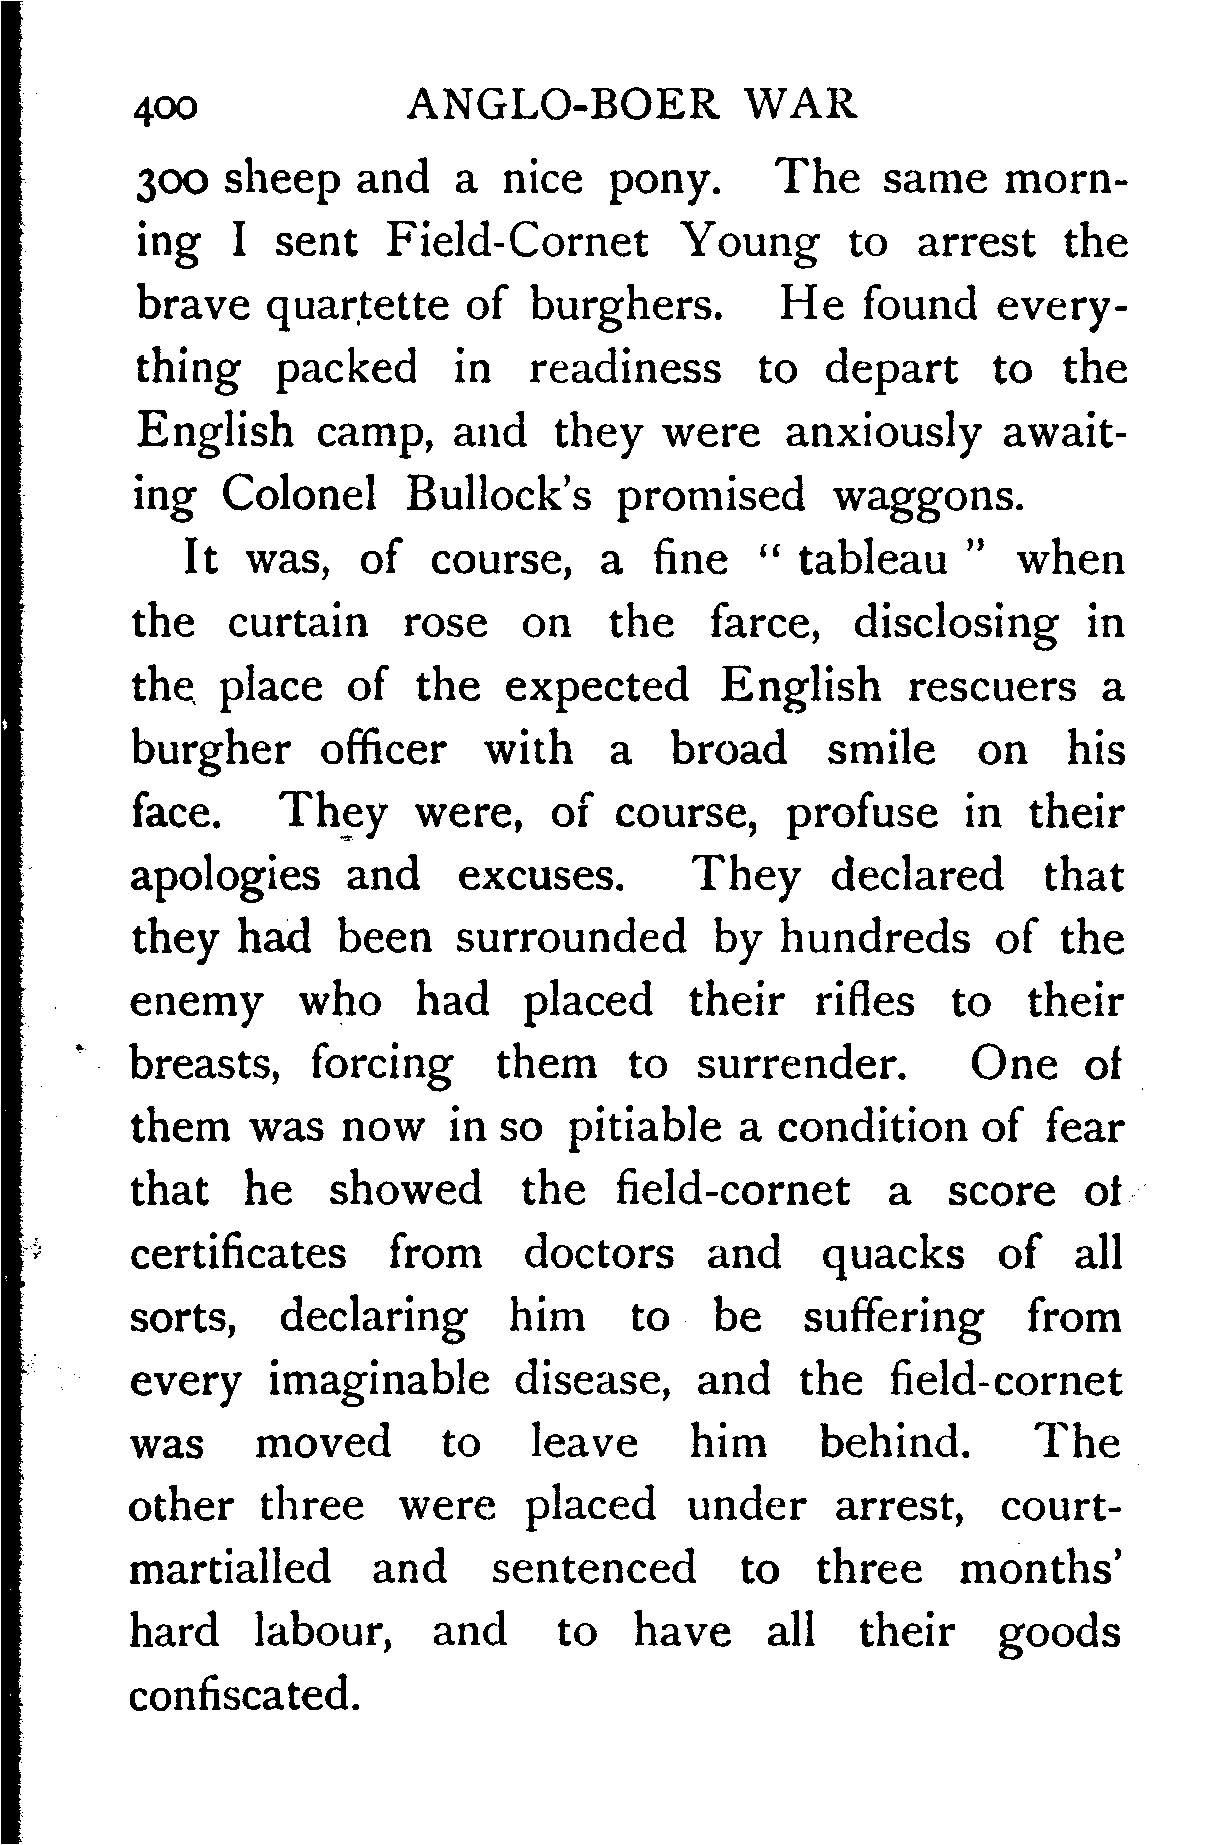 400 ANGLO-BOER WAR
300 sheep and a nice pony. The same morn-
ing I sent Field-Cornet Young to arrest the
brave quartette of burghers. He found every-
thing packed in readiness to depart to the
English camp, and they were anxiously await-
ing Colonel Bullock's promised waggons.
It was, of course, a fine “ tableau ” when
the curtain rose on the farce, disclosing in
the place of the expected English rescuers a
burgher officer with a broad smile on his
face. They were, of course, profuse in their
apologies and excuses. They declared that
they had been surrounded by hundreds of the
enemy who had placed their rifles to their
breasts, forcing them to surrender. One of
them was now in so pitiable a condition of fear
that he showed the field-cornet a score of
certificates from doctors and quacks of all
sorts, declaring him to be suffering from
every imaginable disease, and the field-cornet
was moved to leave him behind. The
other three were placed under arrest, court-
martialled and sentenced to three months'
hard labour, and to have all their goods
confiscated.